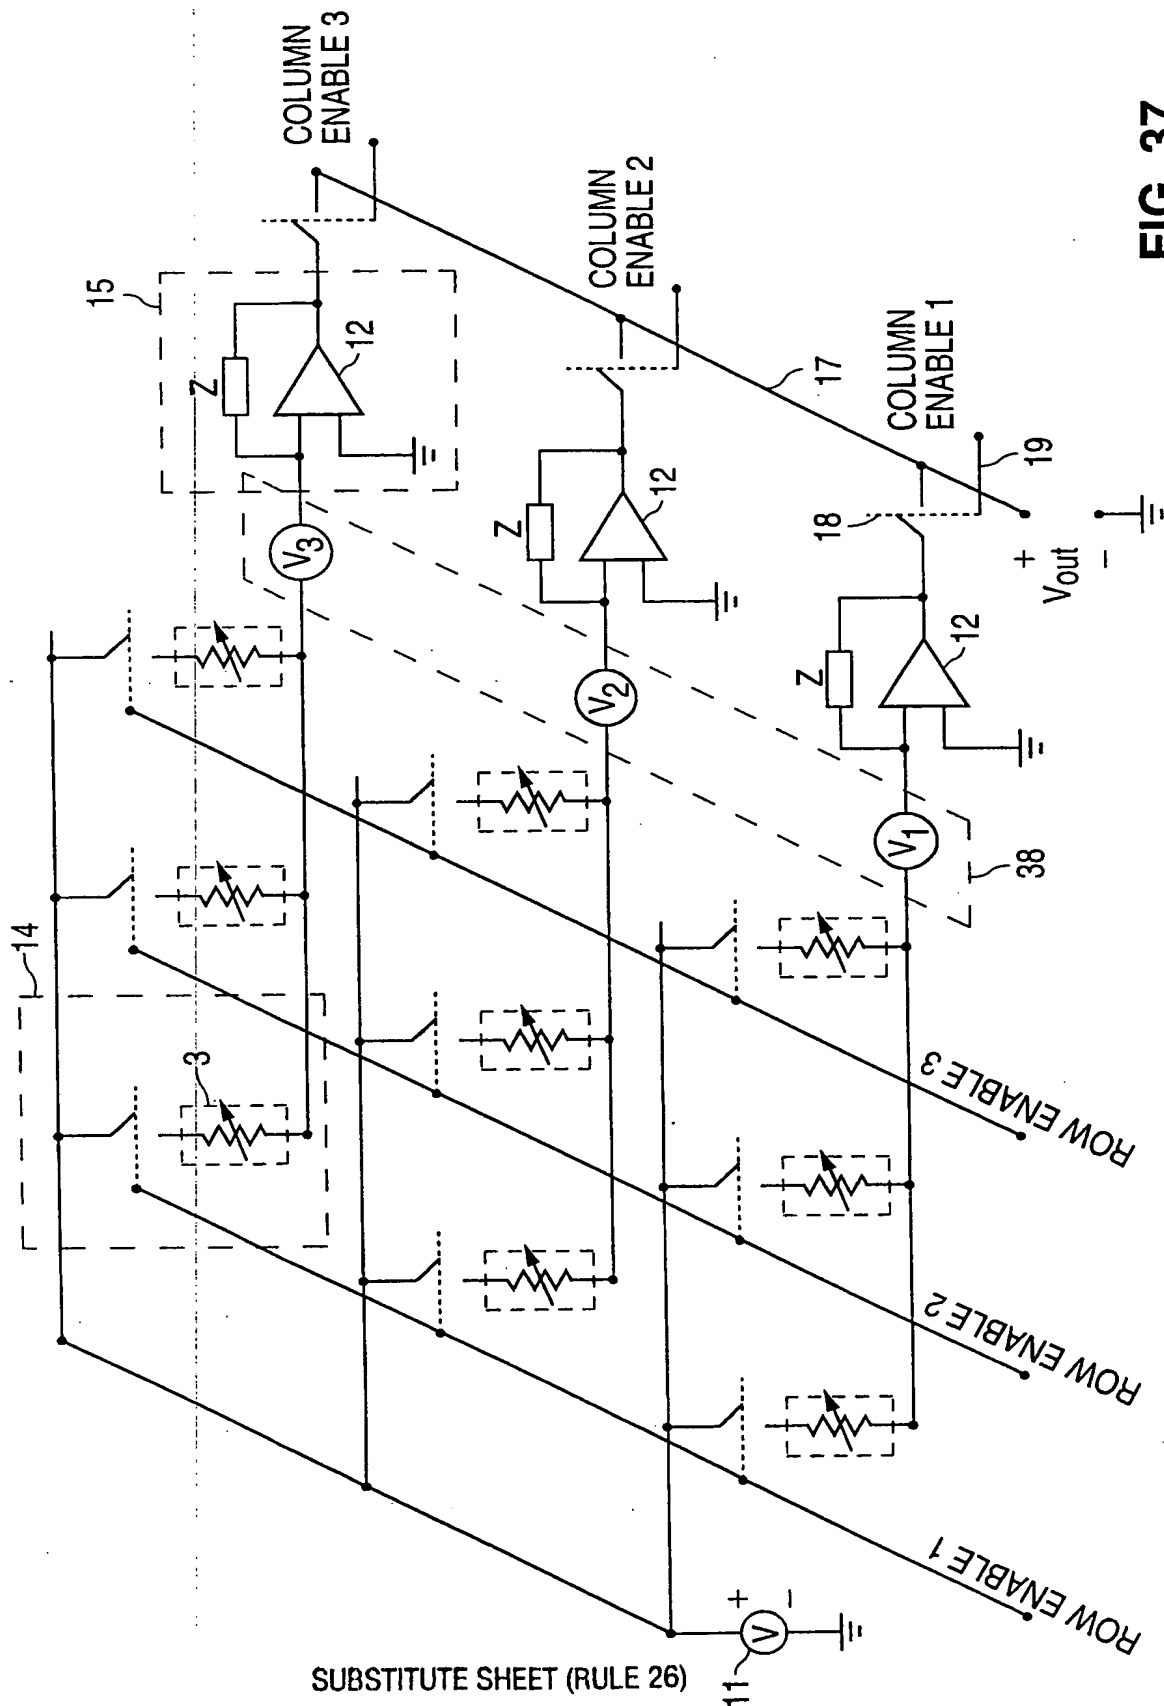 COLUMN
ENABLE 3
15
Z
12
V3
COLUMN
ENABLE 2
Z
12
V2
17
COLUMN
ENABLE 1
18
19
Z
12
V1
+
Vout
−
38
14
3
ROW ENABLE 3
ROW ENABLE 2
ROW ENABLE 1
+
V
−
11
SUBSTITUTE SHEET (RULE 26)
FIG. 37